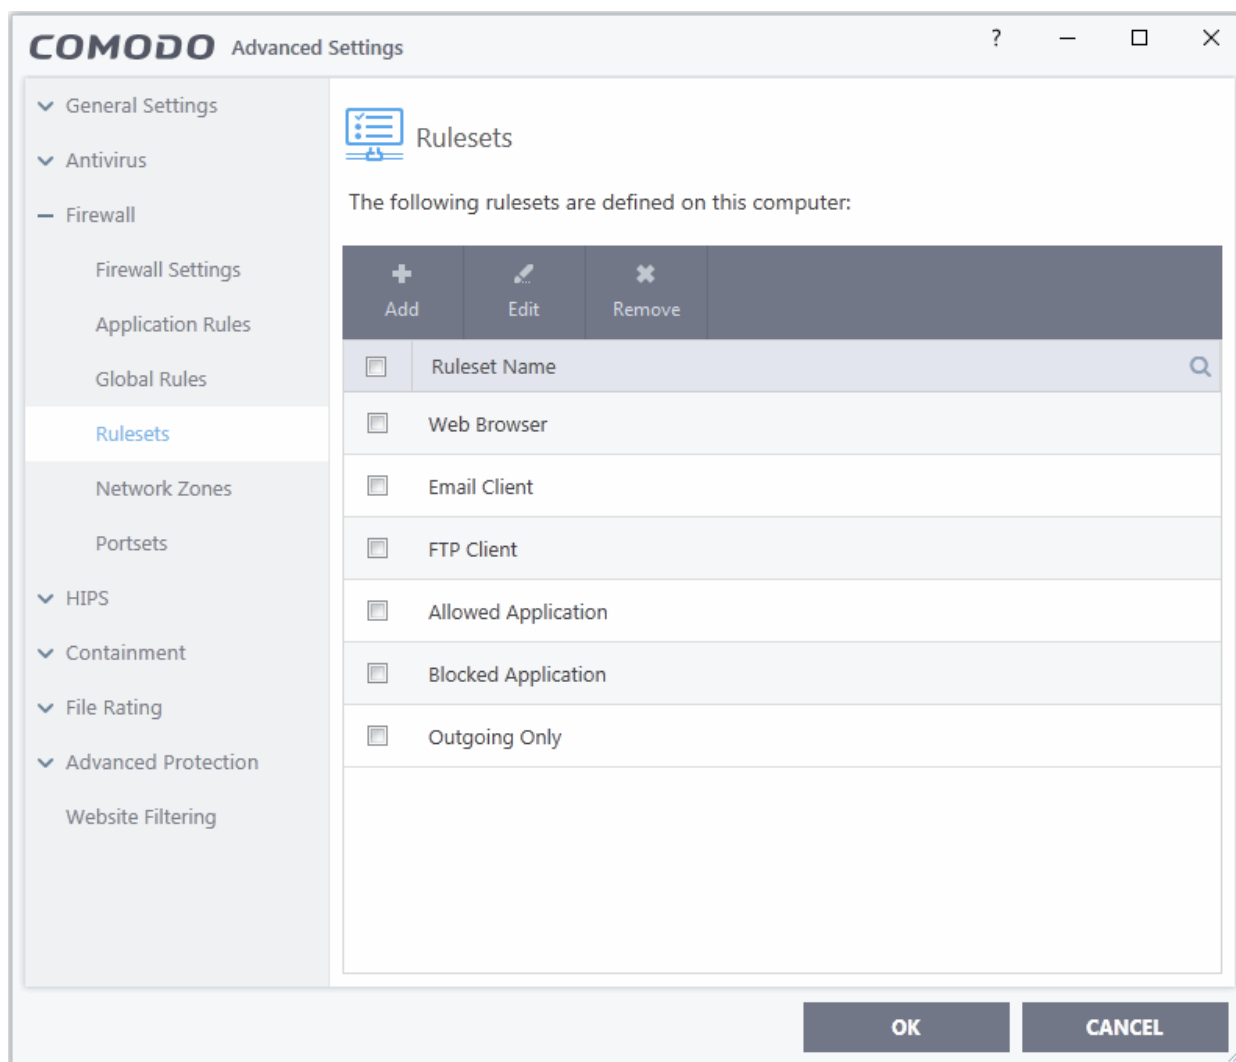 COMODO Advanced Settings ?
General Settings
Antivirus
Firewall
Firewall Settings
Application Rules
Global Rules
Rulesets
Network Zones
Portsets
HIPS
Containment
File Rating
Advanced Protection
Website Filtering
Rulesets
The following rulesets are defined on this computer:
Add Edit Remove
Ruleset Name
Web Browser
Email Client
FTP Client
Allowed Application
Blocked Application
Outgoing Only
OK CANCEL